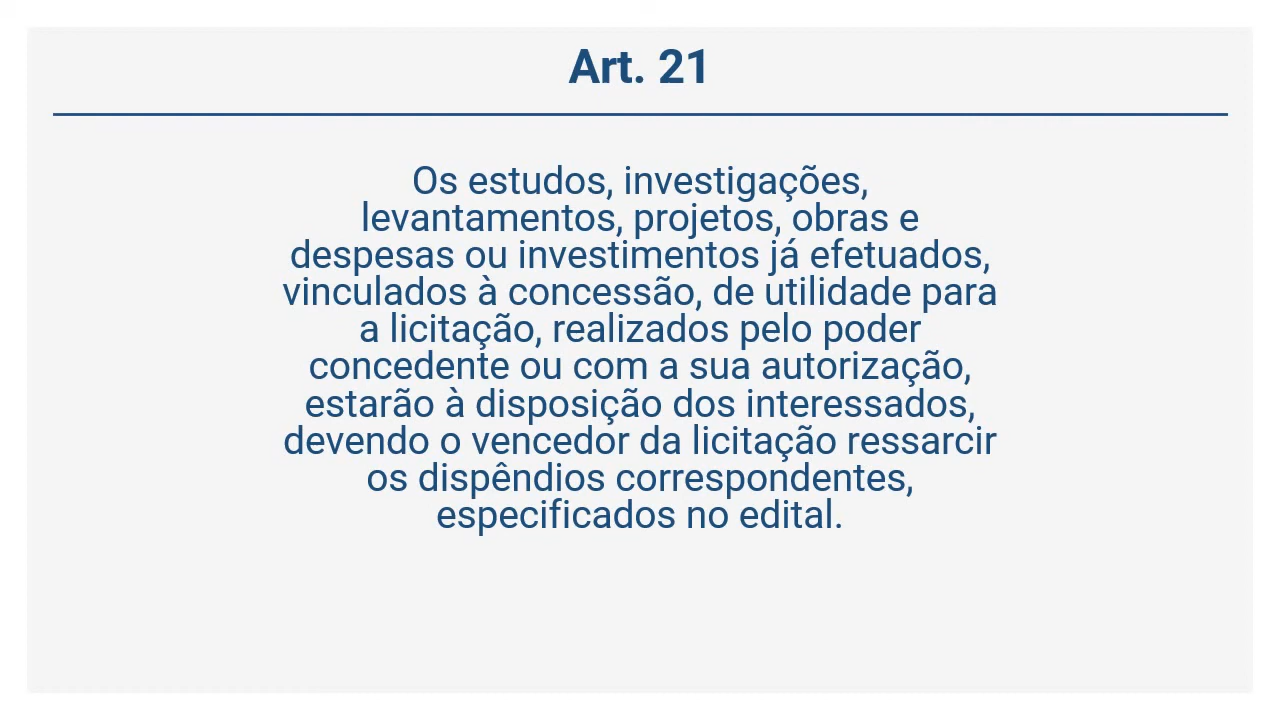 Art. 21
Os estudos, investigações,
levantamentos, projetos, obras e
despesas ou investimentos já efetuados,
vinculados à concessão, de utilidade para
a licitação, realizados pelo poder
concedente ou com a sua autorização,
estarão à disposição dos interessados,
devendo o vencedor da licitação ressarcir
os dispêndios correspondentes,
especificados no edital.